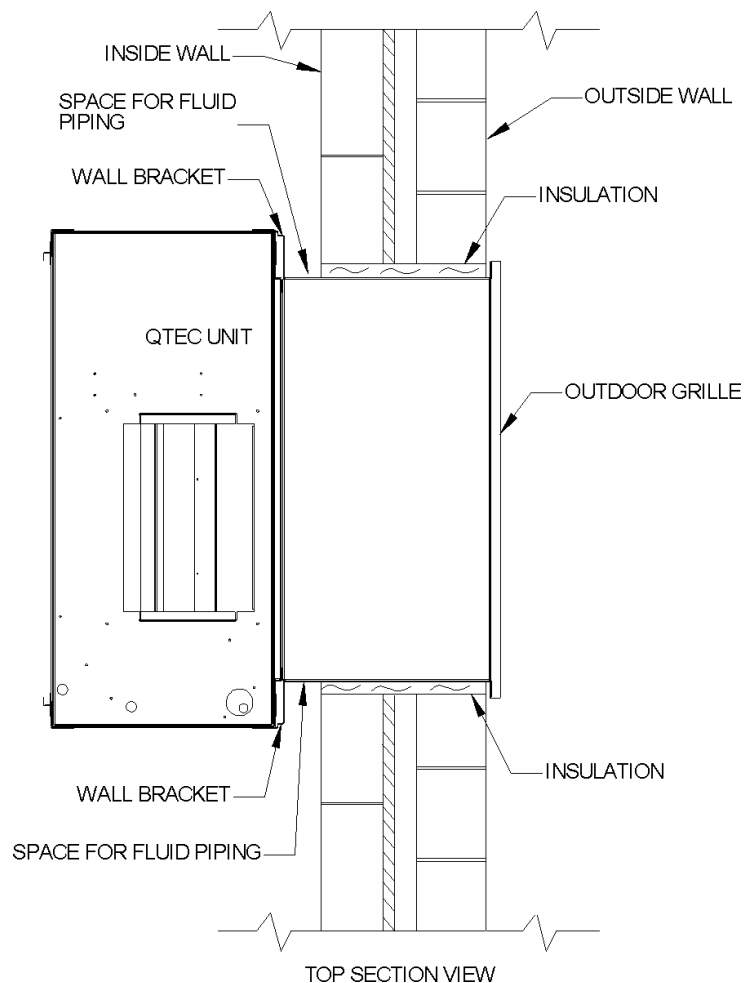 INSIDE WALL
SPACE FOR FLUID
PIPING
OUTSIDE WALL
WALL BRACKET
INSULATION
QTEC UNIT
OUTDOOR GRILLE
INSULATION
WALL BRACKET
SPACE FOR FLUID PIPING
TOP SECTION VIEW